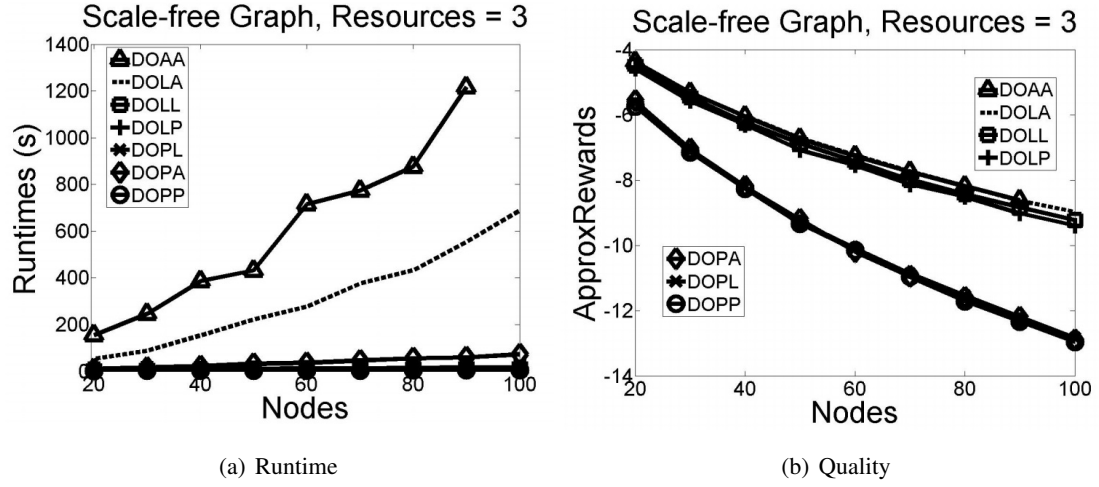 Scale-free Graph, Resources = 3
1400
1200
1000
800
600
400
200
0
Runtimes (s)
DOAA
DOLA
DOLL
DOLP
DOPL
DOPA
DOPP
20
40
60
80
100
Nodes
(a) Runtime
Scale-free Graph, Resources = 3
-4
-6
-8
-10
-12
-14
ApproxRewards
DOAA
DOLA
DOLL
DOLP
DOPA
DOPL
DOPP
20
40
60
80
100
Nodes
(b) Quality